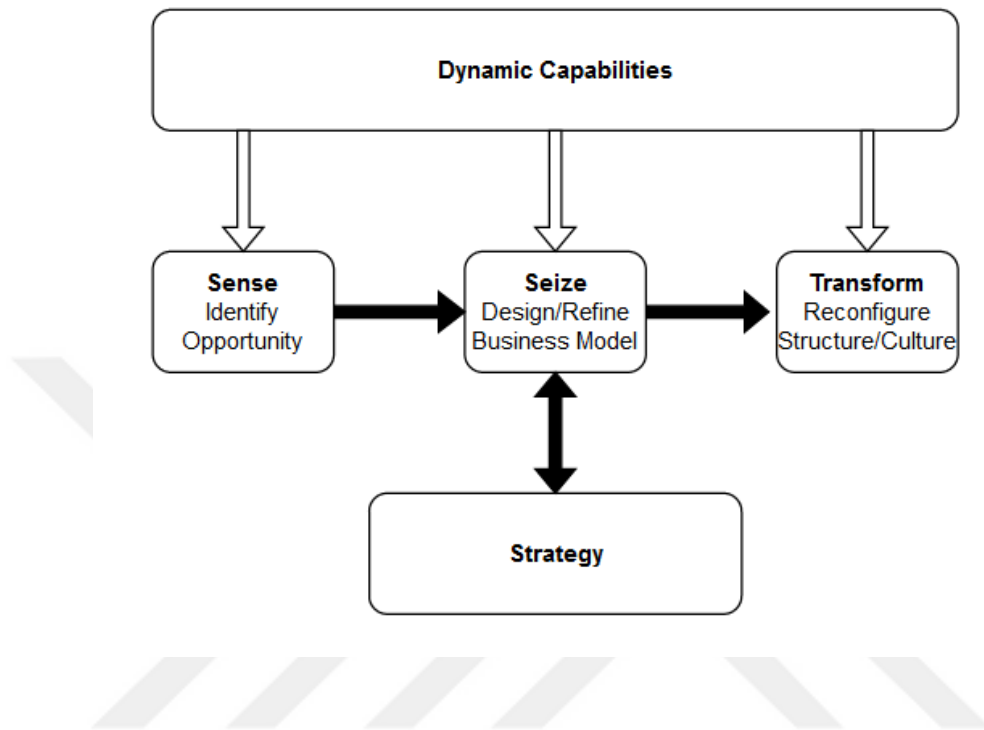 Dynamic Capabilities
Sense
Identify
Opportunity
Seize
Design/Refine
Business Model
Transform
Reconfigure
Structure/Culture
Strategy